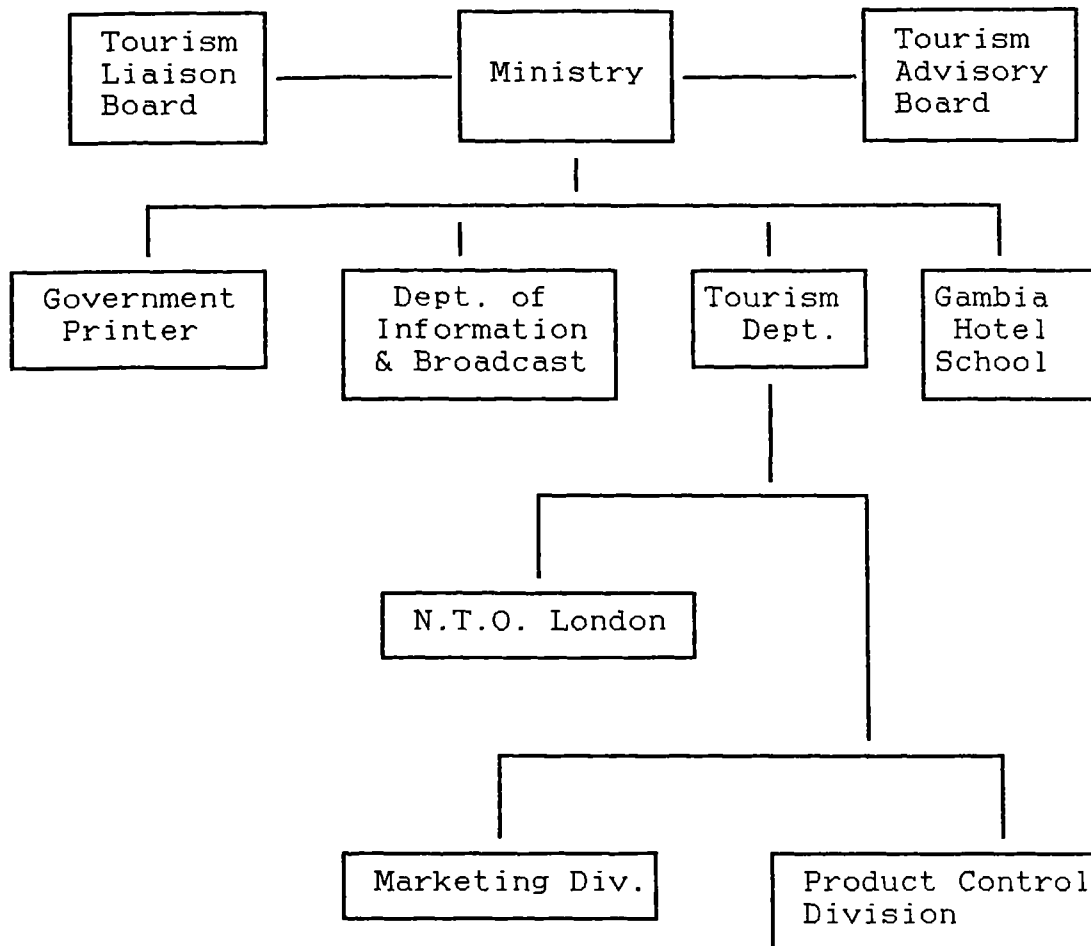 Tourism
Liaison
Board
Ministry
Tourism
Advisory
Board
Government
Printer
Dept. of
Information
& Broadcast
Tourism
Dept.
Gambia
Hotel
School
N.T.O. London
Marketing Div.
Product Control
Division